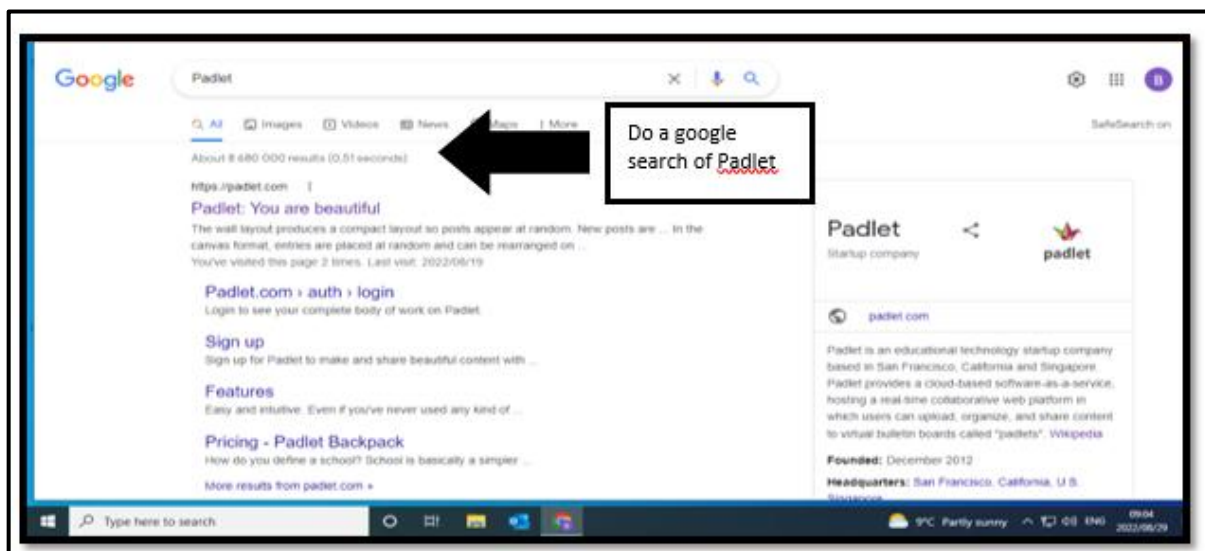 Google
Padlet
All Images Videos News Maps More
SafeSearch on
Do a google
search of Padlet
About 8 680 000 results (0,51 seconds)
https://padlet.com
Padlet: You are beautiful
The wall layout produces a compact layout so posts appear at random. New posts are ... In the
canvas format, entries are placed at random and can be rearranged on ...
You've visited this page 2 times. Last visit: 2022/08/19
Padlet.com › auth › login
Login to see your complete body of work on Padlet.
Sign up
Sign up for Padlet to make and share beautiful content with ...
Features
Easy and intuitive. Even if you've never used any kind of ...
Pricing - Padlet Backpack
How do you define a school? School is basically a simpler ...
More results from padlet.com »
Padlet
Startup company
padlet
padlet.com
Padlet is an educational technology startup company
based in San Francisco, California and Singapore.
Padlet provides a cloud-based software-as-a-service,
hosting a real-time collaborative web platform in
which users can upload, organize, and share content
to virtual bulletin boards called "padlets". Wikipedia
Founded: December 2012
Headquarters: San Francisco, California, U.S.
Singapore
B
Type here to search
9°C Partly sunny
ENG
09:04
2022/08/29